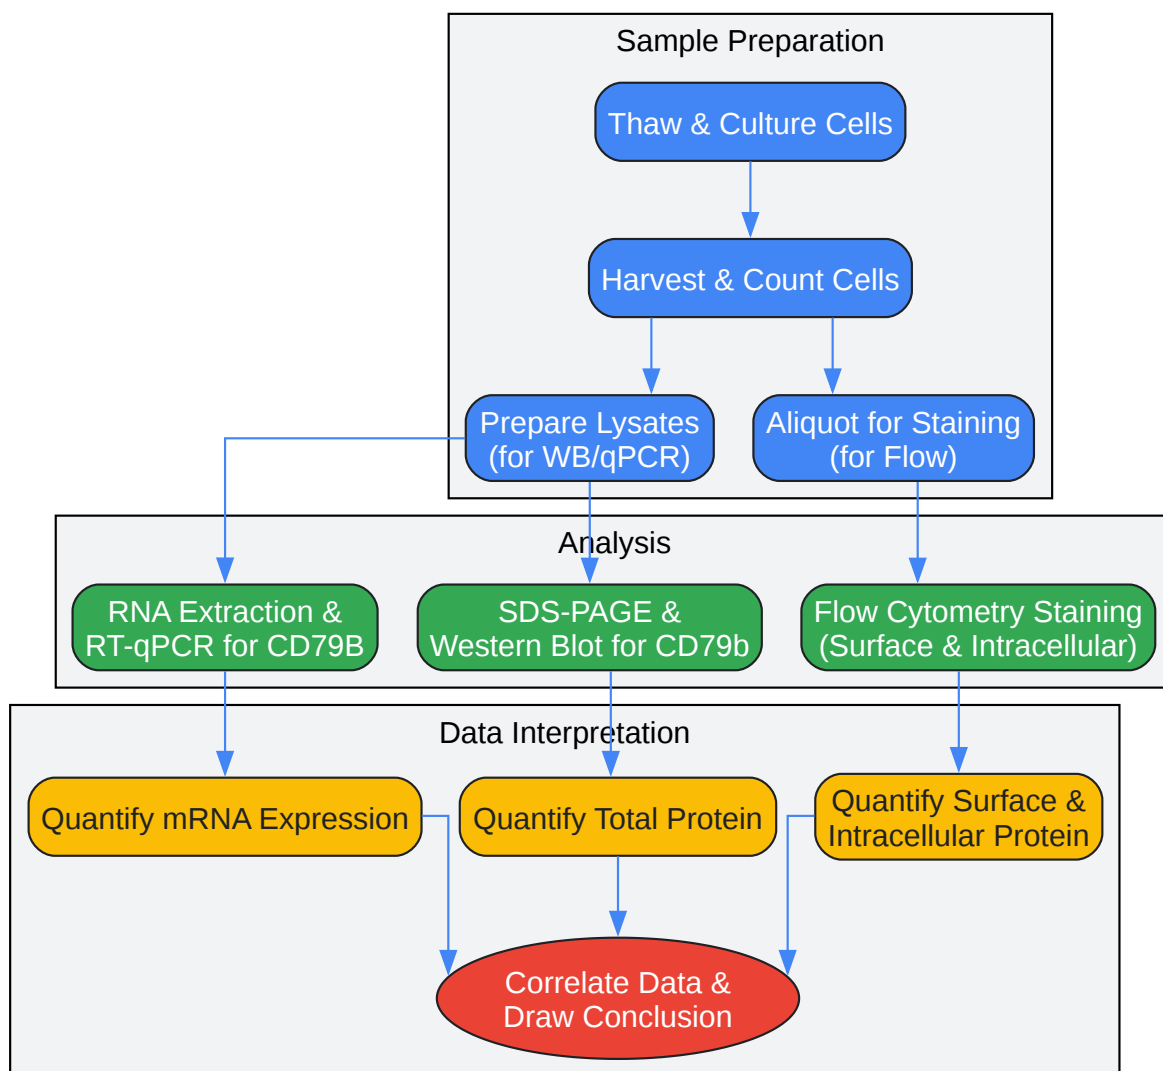 Sample Preparation
Thaw & Culture Cells
Harvest & Count Cells
Prepare Lysates
(for WB/qPCR)
Aliquot for Staining
(for Flow)
Analysis
RNA Extraction &
RT-qPCR for CD79B
SDS-PAGE &
Western Blot for CD79b
Flow Cytometry Staining
(Surface & Intracellular)
Data Interpretation
Quantify mRNA Expression
Quantify Total Protein
Quantify Surface &
Intracellular Protein
Correlate Data &
Draw Conclusion